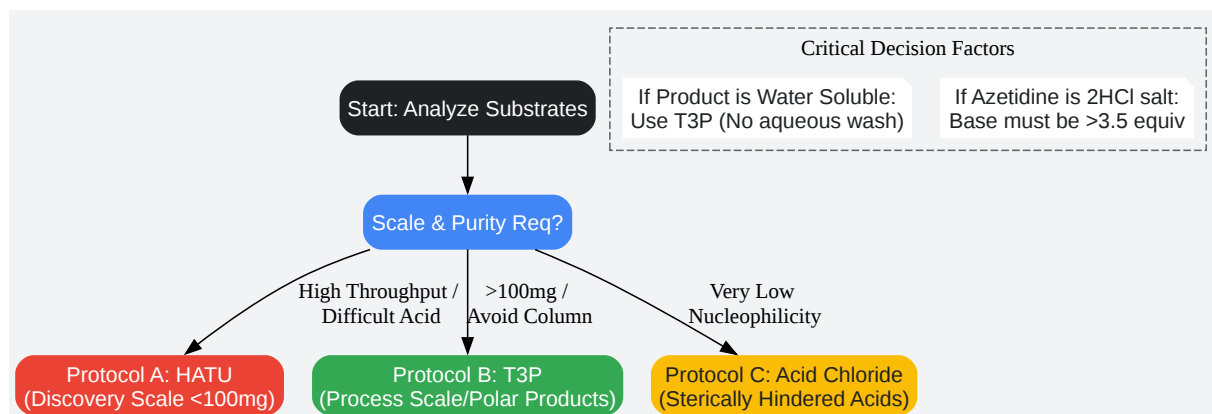 Critical Decision Factors
If Product is Water Soluble:
Use T3P (No aqueous wash)
If Azetidine is 2HCl salt:
Base must be >3.5 equiv
Start: Analyze Substrates
Scale & Purity Req?
High Throughput /
Difficult Acid
>100mg /
Avoid Column
Very Low
Nucleophilicity
Protocol A: HATU
(Discovery Scale <100mg)
Protocol B: T3P
(Process Scale/Polar Products)
Protocol C: Acid Chloride
(Sterically Hindered Acids)